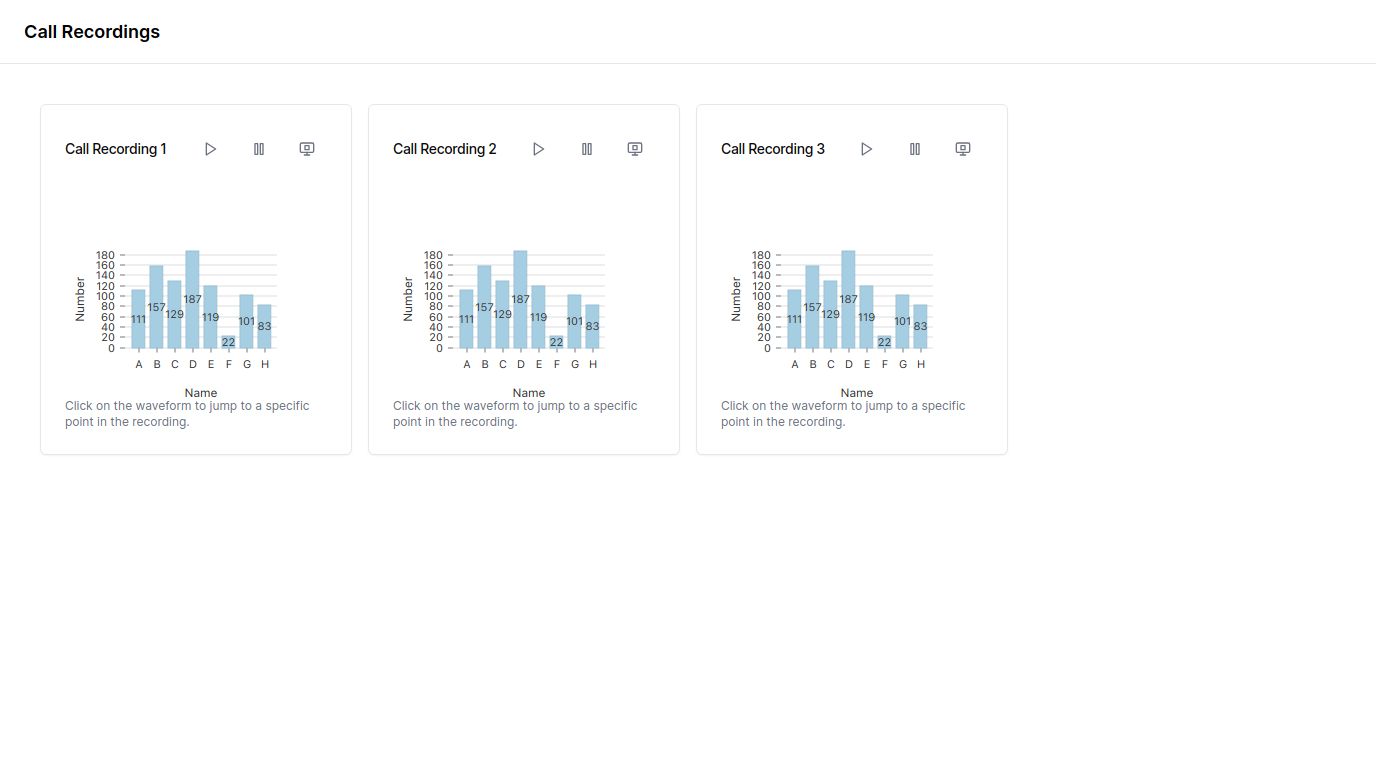 Call Recordings
Call Recording 1
180
160
140
120
100
80
60
40
20
0
Number
111
157
129
187
119
22
101
83
A B C D E F G H
Name
Click on the waveform to jump to a specific
point in the recording.
Call Recording 2
180
160
140
120
100
80
60
40
20
0
Number
111
157
129
187
119
22
101
83
A B C D E F G H
Name
Click on the waveform to jump to a specific
point in the recording.
Call Recording 3
180
160
140
120
100
80
60
40
20
0
Number
111
157
129
187
119
22
101
83
A B C D E F G H
Name
Click on the waveform to jump to a specific
point in the recording.